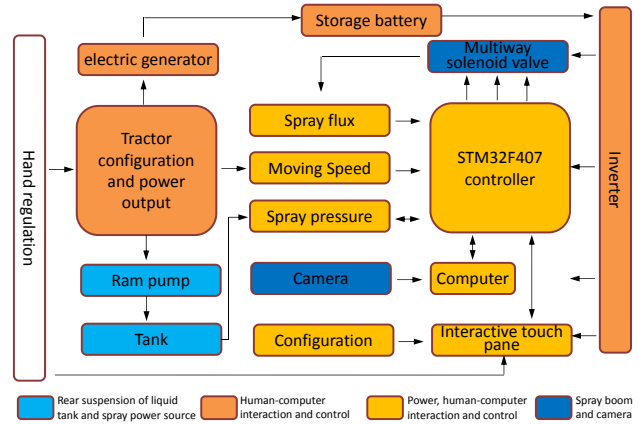 Storage battery
electric generator
Multiway
solenoid valve
Spray flux
Tractor
configuration
and power
output
STM32F407
controller
Moving Speed
Spray pressure
Hand regulation
Inverter
Ram pump
Camera
Computer
Tank
Configuration
Interactive touch
pane
Rear suspension of liquid
tank and spray power source
Human-computer
interaction and control
Power, human-computer
interaction and control
Spray boom
and camera